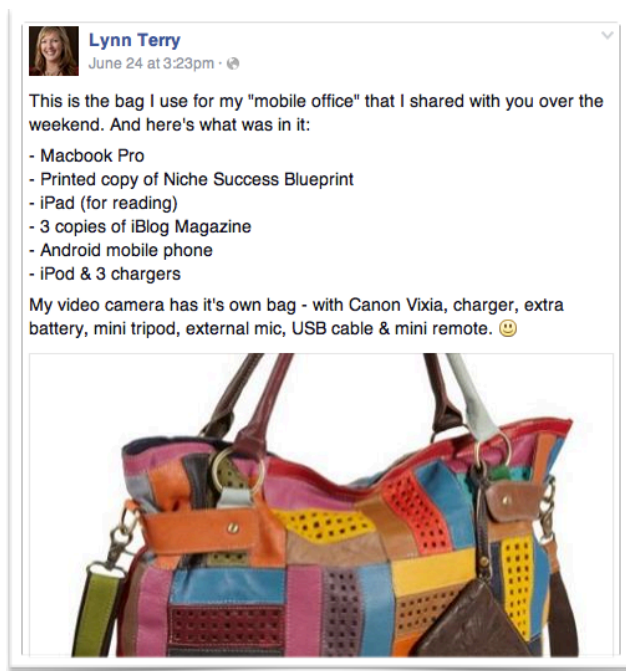 Lynn Terry
June 24 at 3:23pm ·
This is the bag I use for my "mobile office" that I shared with you over the
weekend. And here's what was in it:
- Macbook Pro
- Printed copy of Niche Success Blueprint
- iPad (for reading)
- 3 copies of iBlog Magazine
- Android mobile phone
- iPod & 3 chargers
My video camera has it's own bag - with Canon Vixia, charger, extra
battery, mini tripod, external mic, USB cable & mini remote.